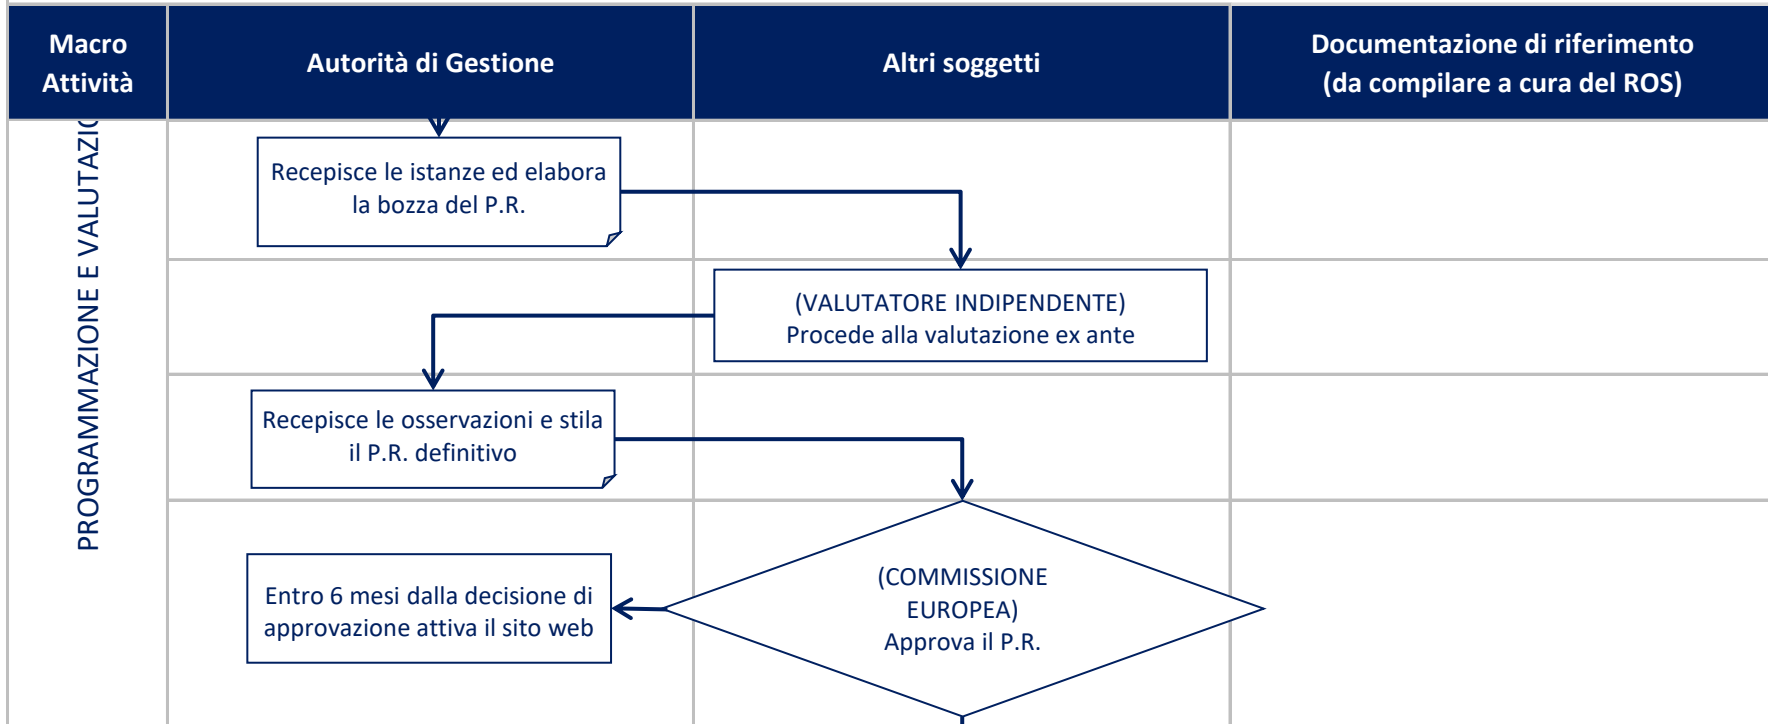 Macro
Attività
Autorità di Gestione
Altri soggetti
Documentazione di riferimento
(da compilare a cura del ROS)
PROGRAMMAZIONE E
Recepisce le istanze ed elabora
la bozza del P.R.
(VALUTATORE INDIPENDENTE)
Procede alla valutazione ex ante
Recepisce le osservazioni e stila
il P.R. definitivo
(COMMISSIONE
EUROPEA)
Approva il P.R.
Entro 6 mesi dalla decisione di
approvazione attiva il sito web